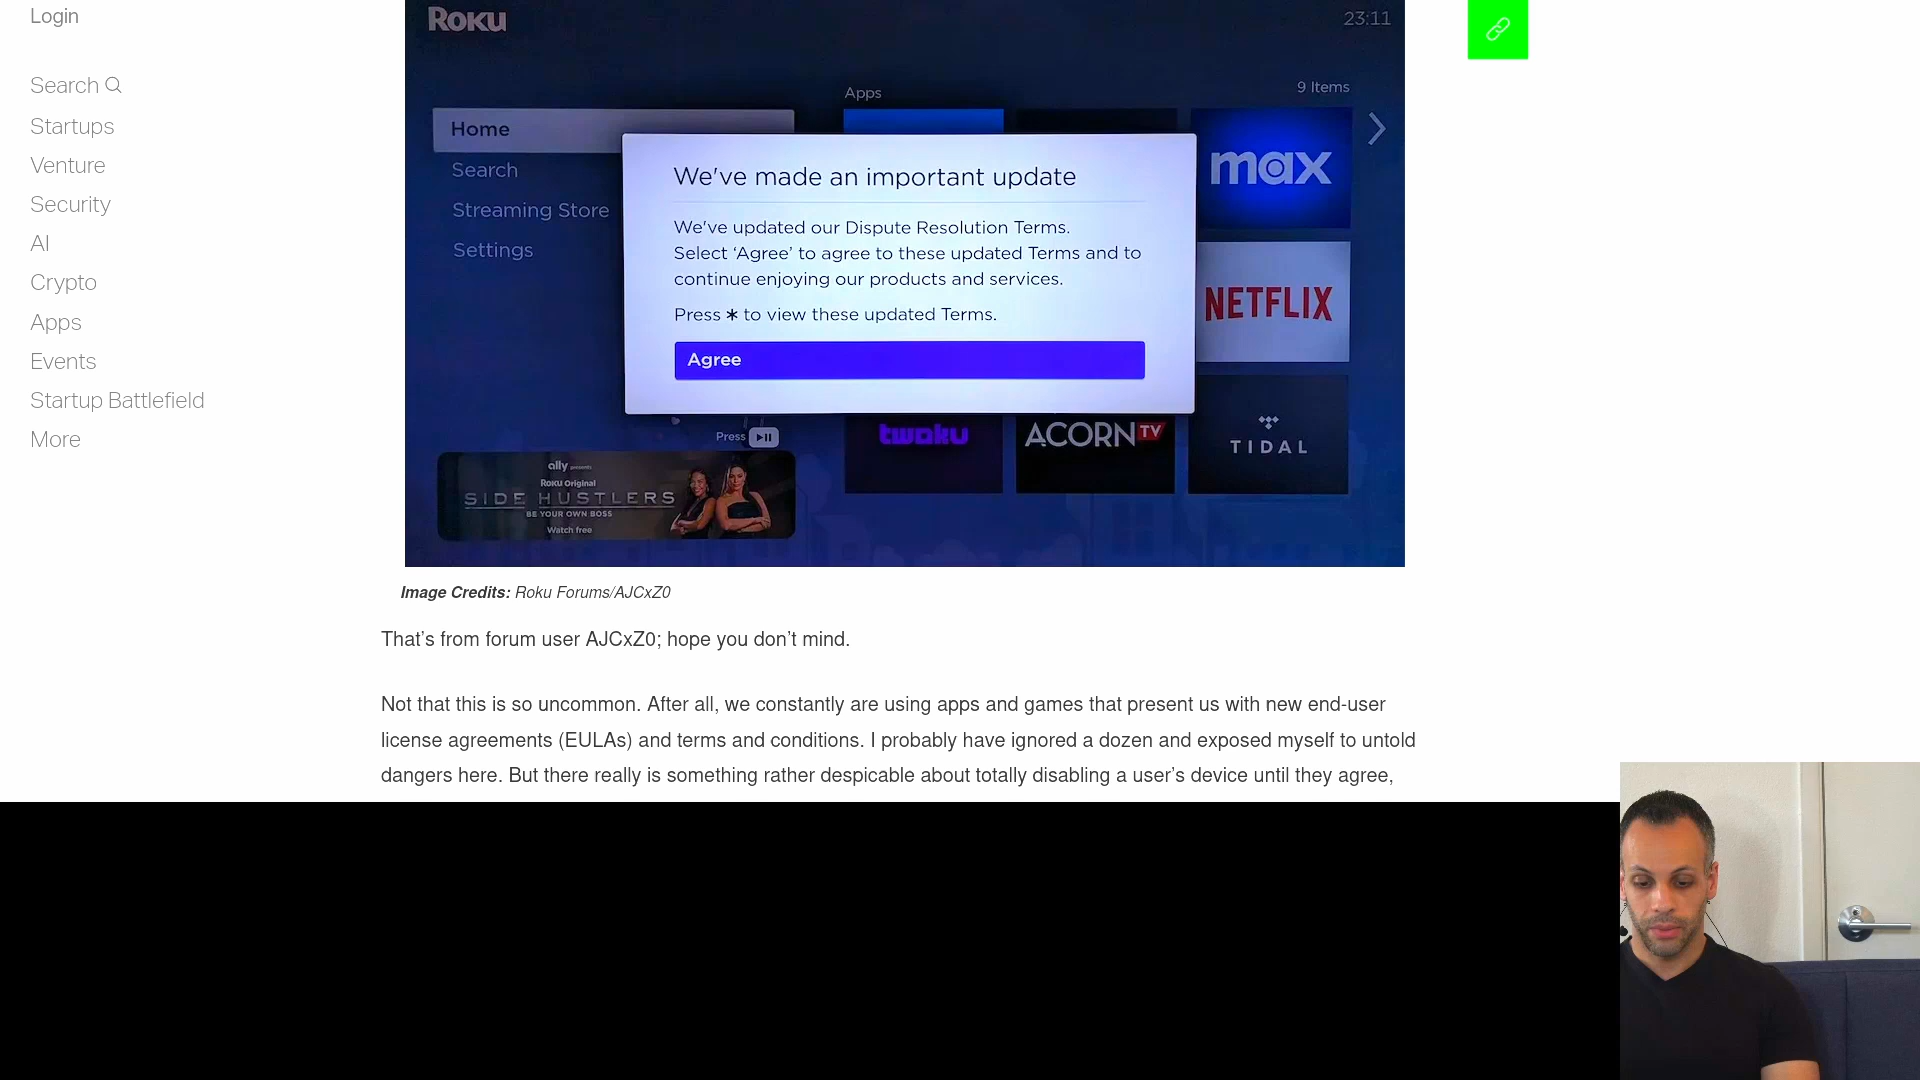 Login
Search
Startups
Venture
Security
AI
Crypto
Apps
Events
Startup Battlefield
More
Roku
23:11
Apps
9 Items
Home
Search
Streaming Store
Settings
We've made an important update
We've updated our Dispute Resolution Terms.
Select ‘Agree’ to agree to these updated Terms and to
continue enjoying our products and services.
Press * to view these updated Terms.
Agree
max
NETFLIX
twoku
ACORN TV
TIDAL
Press
ally presents
Roku Original
SIDE HUSTLERS
BE YOUR OWN BOSS
Watch free
Image Credits: Roku Forums/AJCxZ0
That’s from forum user AJCxZ0; hope you don’t mind.
Not that this is so uncommon. After all, we constantly are using apps and games that present us with new end-user
license agreements (EULAs) and terms and conditions. I probably have ignored a dozen and exposed myself to untold
dangers here. But there really is something rather despicable about totally disabling a user’s device until they agree,